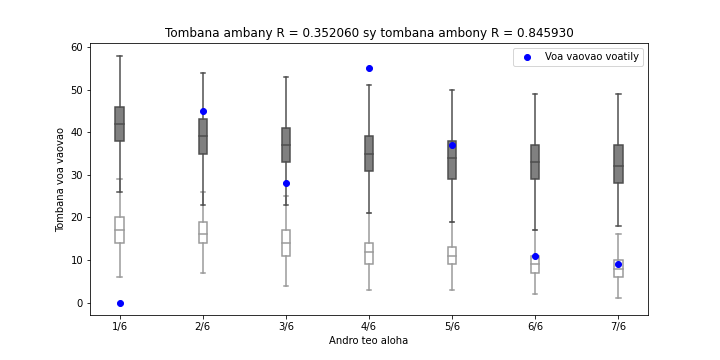 Tombana ambany R = 0.352060 sy tombana ambony R = 0.845930
Voa vaovao voatily
Tombana voa vaovao
60
50
40
30
20
10
0
1/6 2/6 3/6 4/6 5/6 6/6 7/6
Andro teo aloha